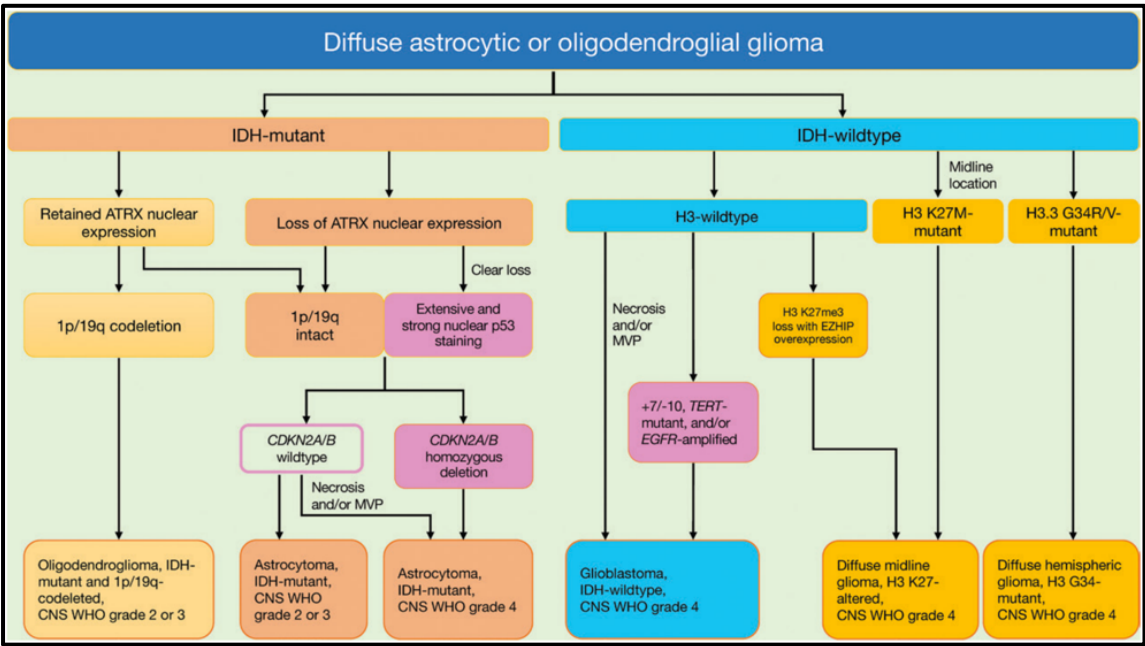 Diffuse astrocytic or oligodendroglial glioma
IDH-mutant
IDH-wildtype
Midline
location
Retained ATRX nuclear
expression
Loss of ATRX nuclear expression
H3-wildtype
H3 K27M-
mutant
H3.3 G34R/V-
mutant
Clear loss
1p/19q codeletion
1p/19q
intact
Extensive and
strong nuclear p53
staining
Necrosis
and/or
MVP
H3 K27me3
loss with EZHIP
overexpression
+7/-10, TERT-
mutant, and/or
EGFR-amplified
CDKN2A/B
wildtype
CDKN2A/B
homozygous
deletion
Necrosis
and/or MVP
Oligodendroglioma, IDH-
mutant and 1p/19q-
codeleted,
CNS WHO grade 2 or 3
Astrocytoma,
IDH-mutant,
CNS WHO
grade 2 or 3
Astrocytoma,
IDH-mutant,
CNS WHO grade 4
Glioblastoma,
IDH-wildtype,
CNS WHO grade 4
Diffuse midline
glioma, H3 K27-
altered,
CNS WHO grade 4
Diffuse hemispheric
glioma, H3 G34-
mutant,
CNS WHO grade 4